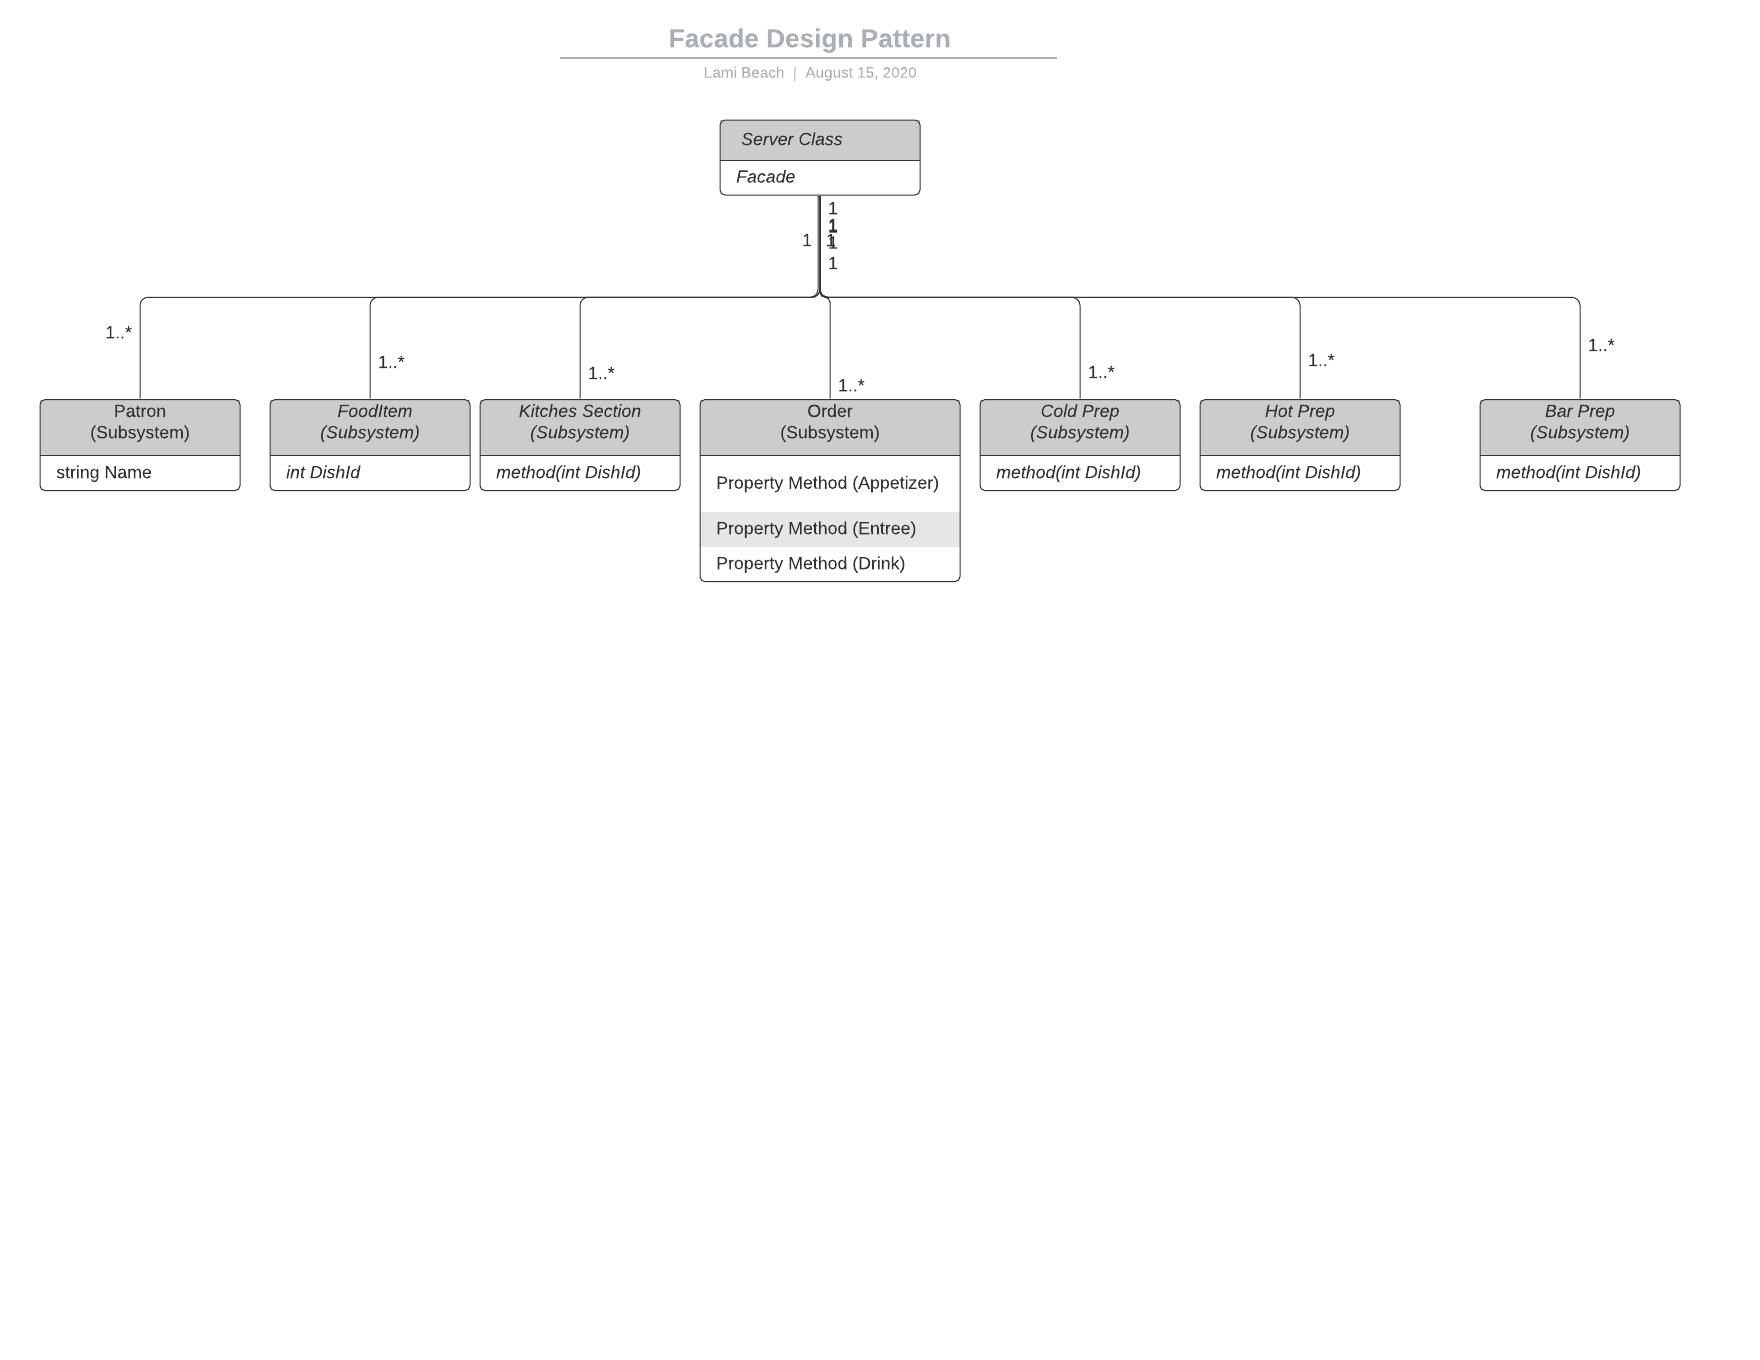 Facade Design Pattern
Lami Beach | August 15, 2020
Server Class
Facade
1
1
1 1
1
1
1..*
1..*
1..*
1..*
1..*
1..*
1..*
Patron
(Subsystem)
string Name
FoodItem
(Subsystem)
int DishId
Kitches Section
(Subsystem)
method(int DishId)
Order
(Subsystem)
Property Method (Appetizer)
Property Method (Entree)
Property Method (Drink)
Cold Prep
(Subsystem)
method(int DishId)
Hot Prep
(Subsystem)
method(int DishId)
Bar Prep
(Subsystem)
method(int DishId)